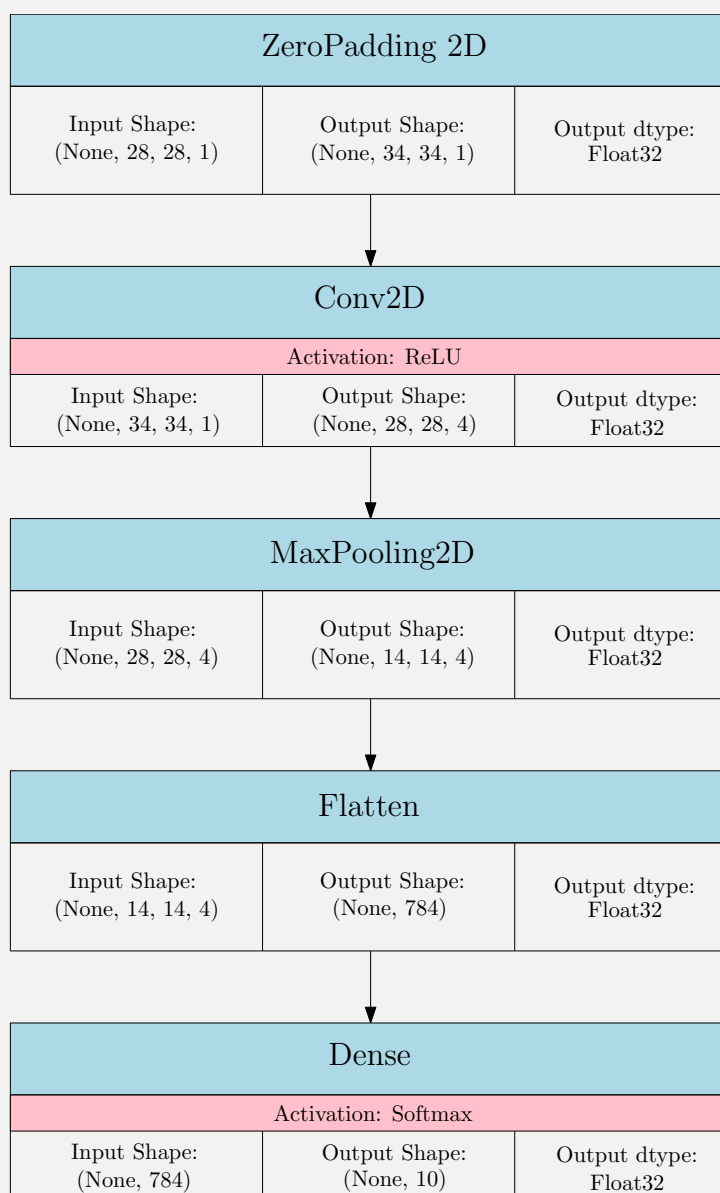 ZeroPadding 2D
Input Shape:
(None, 28, 28, 1)
Output Shape:
(None, 34, 34, 1)
Output dtype:
Float32
Conv2D
Activation: ReLU
Input Shape:
(None, 34, 34, 1)
Output Shape:
(None, 28, 28, 4)
Output dtype:
Float32
MaxPooling2D
Input Shape:
(None, 28, 28, 4)
Output Shape:
(None, 14, 14, 4)
Output dtype:
Float32
Flatten
Input Shape:
(None, 14, 14, 4)
Output Shape:
(None, 784)
Output dtype:
Float32
Dense
Activation: Softmax
Input Shape:
(None, 784)
Output Shape:
(None, 10)
Output dtype:
Float32